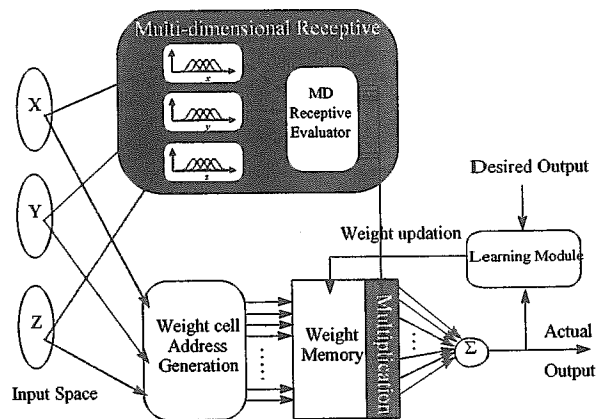 Multi-dimensional Receptive
x
y
z
MD
Receptive
Evaluator
X
Y
Z
Input Space
Weight cell
Address
Generation
Weight
Memory
Multiplication
Weight updation
Desired Output
Learning Module
Σ
Actual
Output